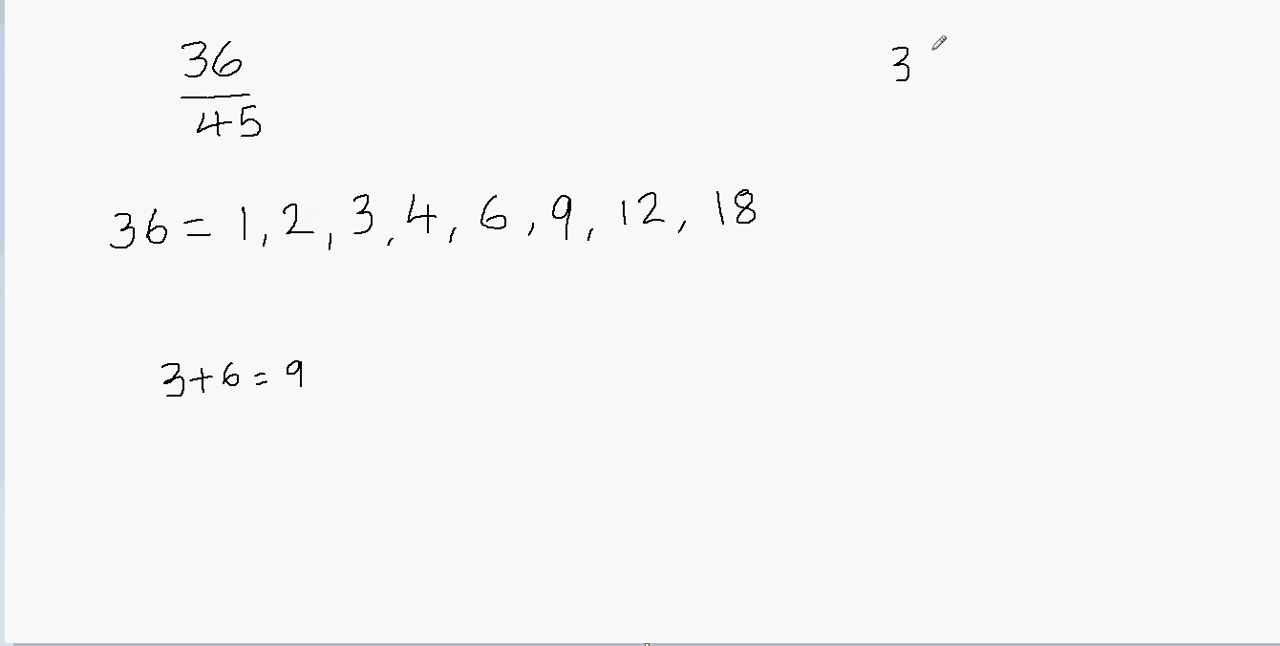 36
45
3
36 = 1, 2, 3, 4, 6, 9, 12, 18
3+6 = 9